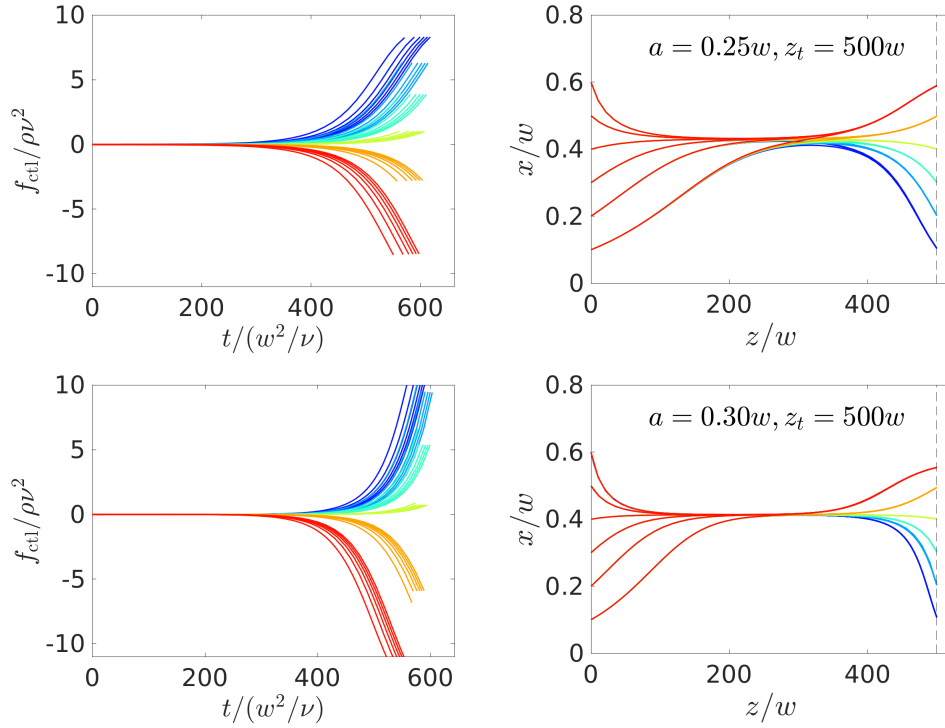 10
5
0
-5
-10
f_ctl/ρν²
0 200 400 600
t/(w²/ν)
0.8
0.6
0.4
0.2
0
x/w
a = 0.25w, z_t = 500w
0 200 400
z/w
10
5
0
-5
-10
f_ctl/ρν²
0 200 400 600
t/(w²/ν)
0.8
0.6
0.4
0.2
0
x/w
a = 0.30w, z_t = 500w
0 200 400
z/w